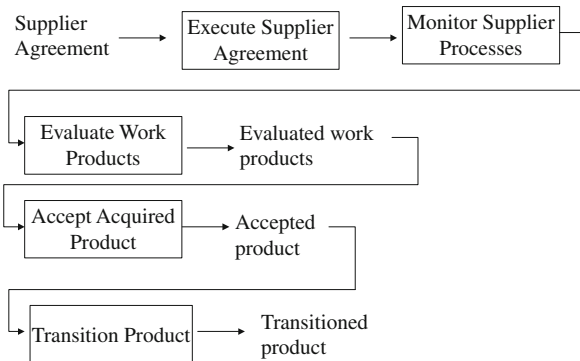 Supplier
Agreement
Execute Supplier
Agreement
Monitor Supplier
Processes
Evaluate Work
Products
Evaluated work
products
Accept Acquired
Product
Accepted
product
Transition Product
Transitioned
product